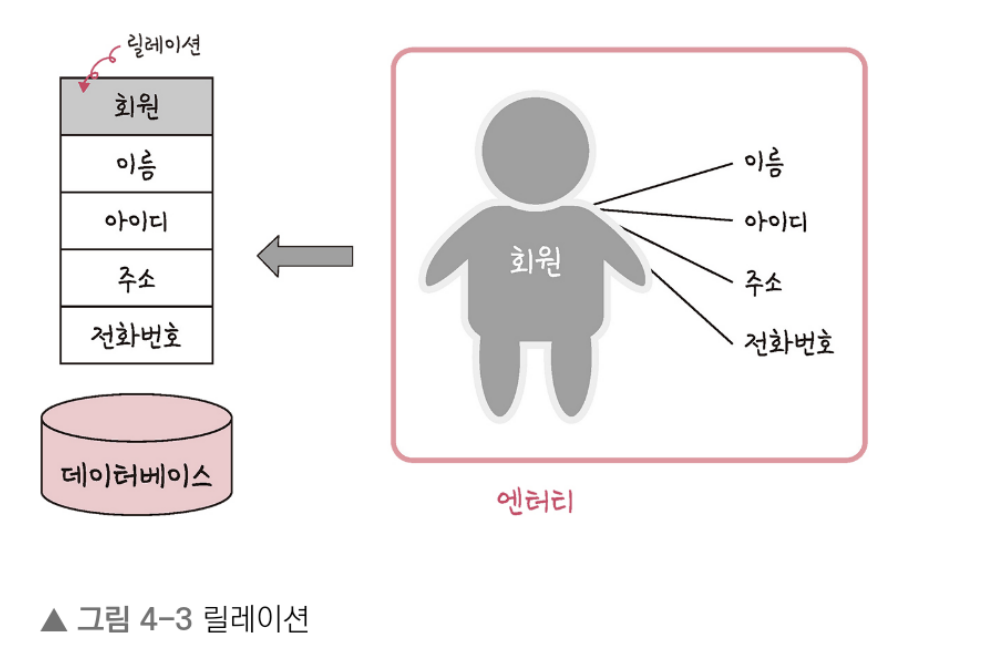 릴레이션
회원
이름
아이디
주소
전화번호
데이터베이스
회원
이름
아이디
주소
전화번호
엔터티
▲ 그림 4-3 릴레이션